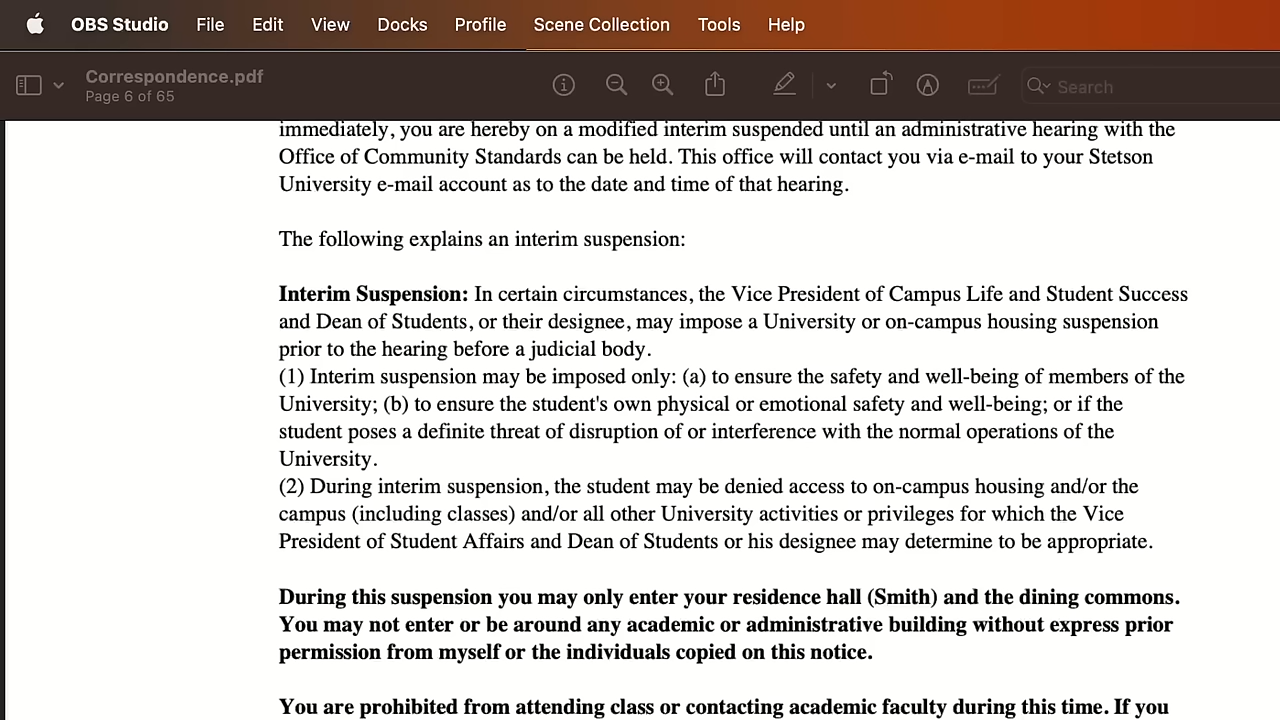 OBS Studio File Edit View Docks Profile Scene Collection Tools Help
Correspondence.pdf
Page 6 of 65
Search
immediately, you are hereby on a modified interim suspended until an administrative hearing with the
Office of Community Standards can be held. This office will contact you via e-mail to your Stetson
University e-mail account as to the date and time of that hearing.
The following explains an interim suspension:
Interim Suspension: In certain circumstances, the Vice President of Campus Life and Student Success
and Dean of Students, or their designee, may impose a University or on-campus housing suspension
prior to the hearing before a judicial body.
(1) Interim suspension may be imposed only: (a) to ensure the safety and well-being of members of the
University; (b) to ensure the student's own physical or emotional safety and well-being; or if the
student poses a definite threat of disruption of or interference with the normal operations of the
University.
(2) During interim suspension, the student may be denied access to on-campus housing and/or the
campus (including classes) and/or all other University activities or privileges for which the Vice
President of Student Affairs and Dean of Students or his designee may determine to be appropriate.
During this suspension you may only enter your residence hall (Smith) and the dining commons.
You may not enter or be around any academic or administrative building without express prior
permission from myself or the individuals copied on this notice.
You are prohibited from attending class or contacting academic faculty during this time. If you